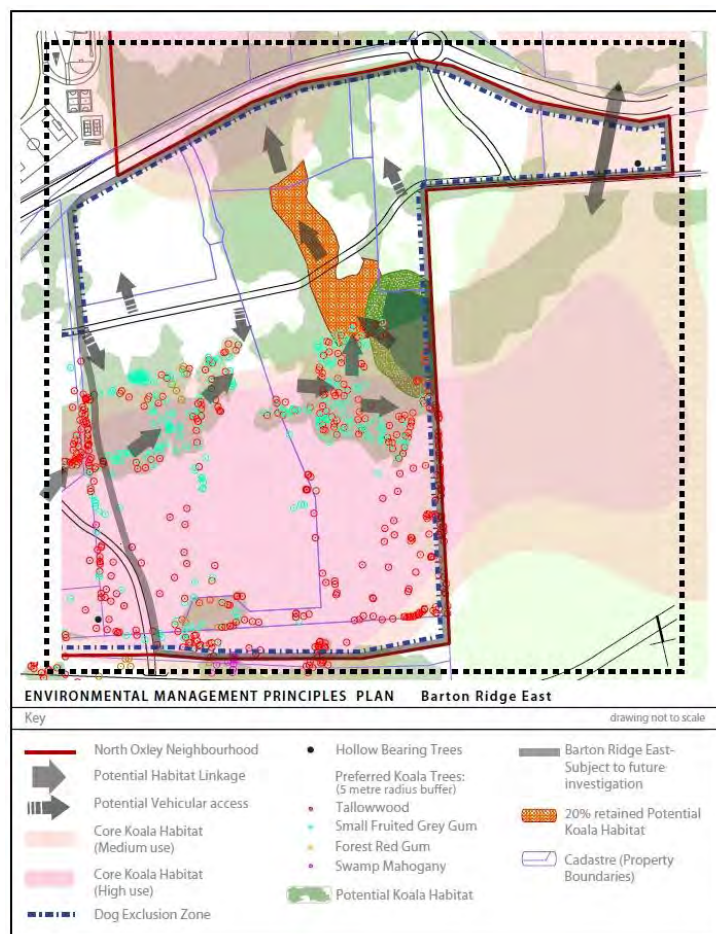 ENVIRONMENTAL MANAGEMENT PRINCIPLES PLAN Barton Ridge East
Key
drawing not to scale
North Oxley Neighbourhood
Potential Habitat Linkage
Potential Vehicular access
Core Koala Habitat
(Medium use)
Core Koala Habitat
(High use)
Dog Exclusion Zone
Hollow Bearing Trees
Preferred Koala Trees:
(5 metre radius buffer)
Tallowwood
Small Fruited Grey Gum
Forest Red Gum
Swamp Mahogany
Potential Koala Habitat
Barton Ridge East-
Subject to future
investigation
20% retained Potential
Koala Habitat
Cadastre (Property
Boundaries)